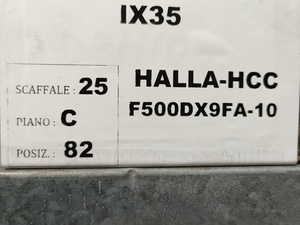 IX35
SCAFFALE : 25
PIANO : C
POSIZ. : 82
HALLA-HCC
F500DX9FA-10